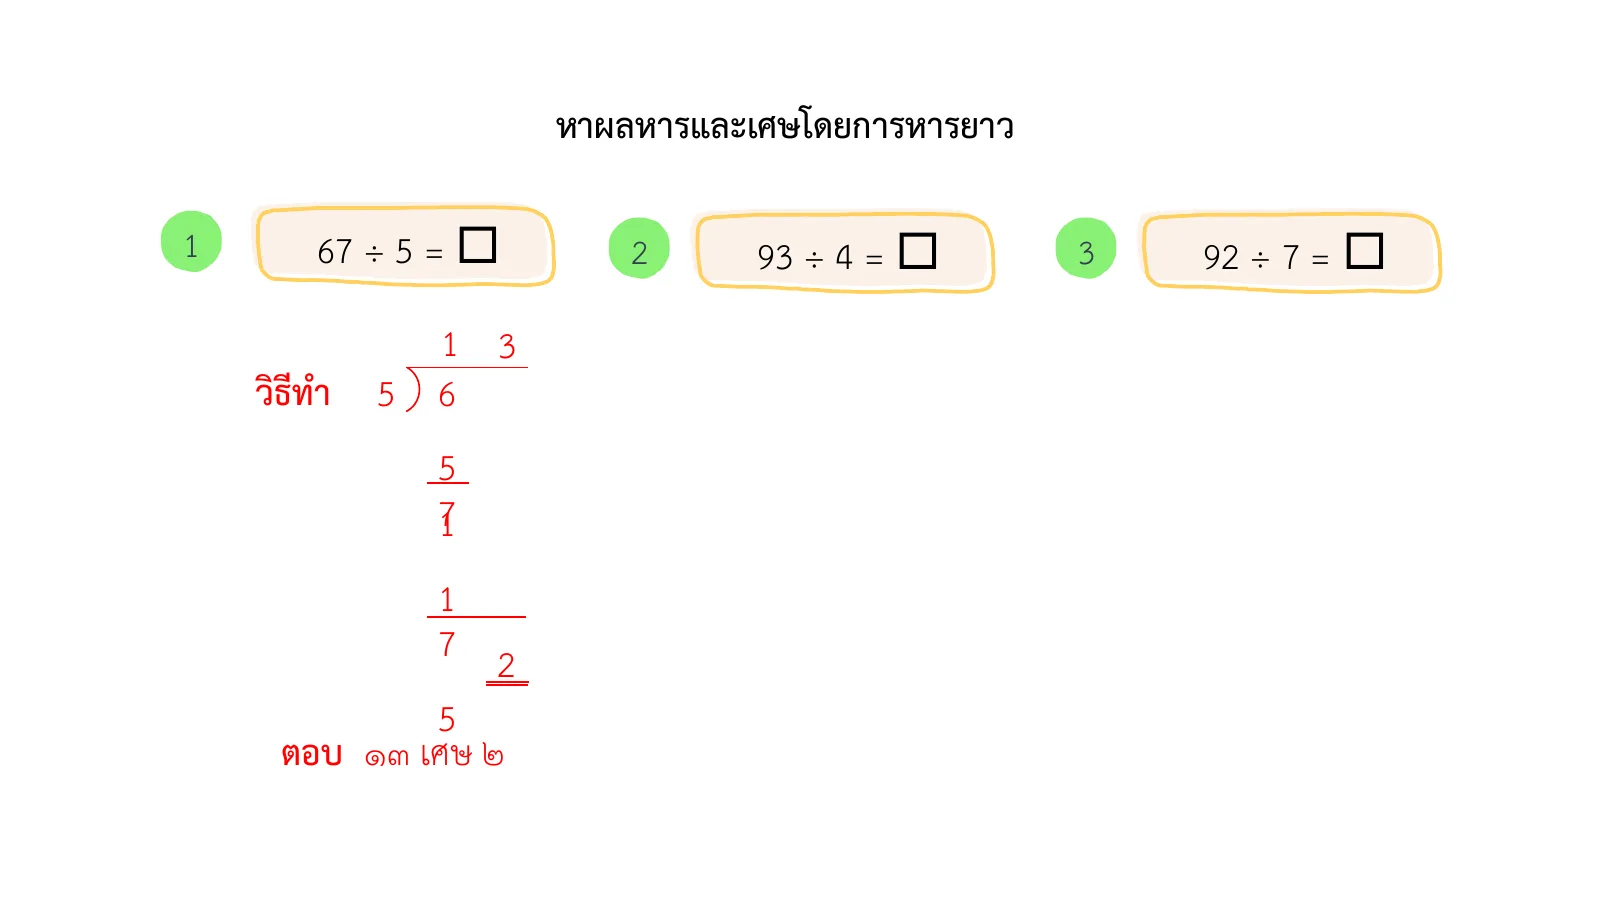 หาผลหารและเศษโดยการหารยาว
1 67 ÷ 5 = □
2 93 ÷ 4 = □
3 92 ÷ 7 = □
1 3
วิธีทำ 5 ) 6
5
7
1
1
7
2
5
ตอบ ๑๓ เศษ ๒